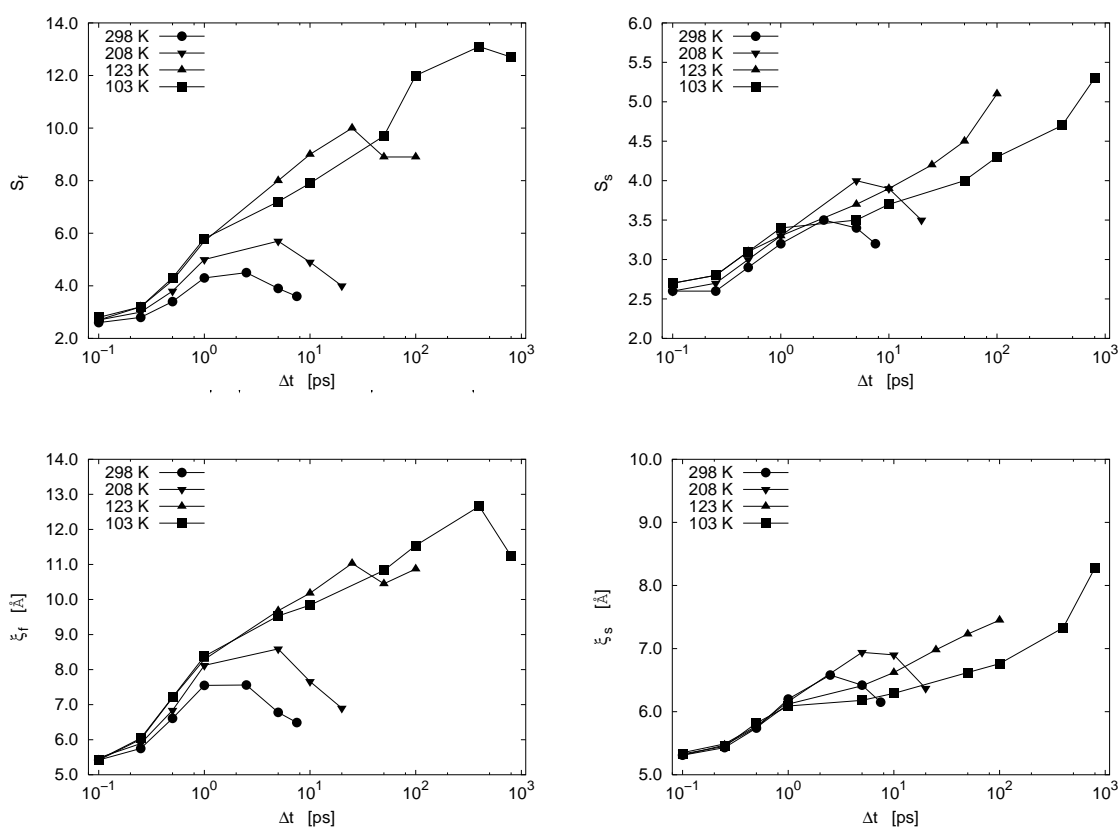 14.0
12.0
10.0
8.0
6.0
4.0
2.0
S_f
298 K
208 K
123 K
103 K
10^−1 10^0 10^1 10^2 10^3
Δt [ps]
6.0
5.5
5.0
4.5
4.0
3.5
3.0
2.5
2.0
S_s
298 K
208 K
123 K
103 K
10^−1 10^0 10^1 10^2 10^3
Δt [ps]
14.0
13.0
12.0
11.0
10.0
9.0
8.0
7.0
6.0
5.0
ξ_f [Å]
298 K
208 K
123 K
103 K
10^−1 10^0 10^1 10^2 10^3
Δt [ps]
10.0
9.0
8.0
7.0
6.0
5.0
ξ_s [Å]
298 K
208 K
123 K
103 K
10^−1 10^0 10^1 10^2 10^3
Δt [ps]